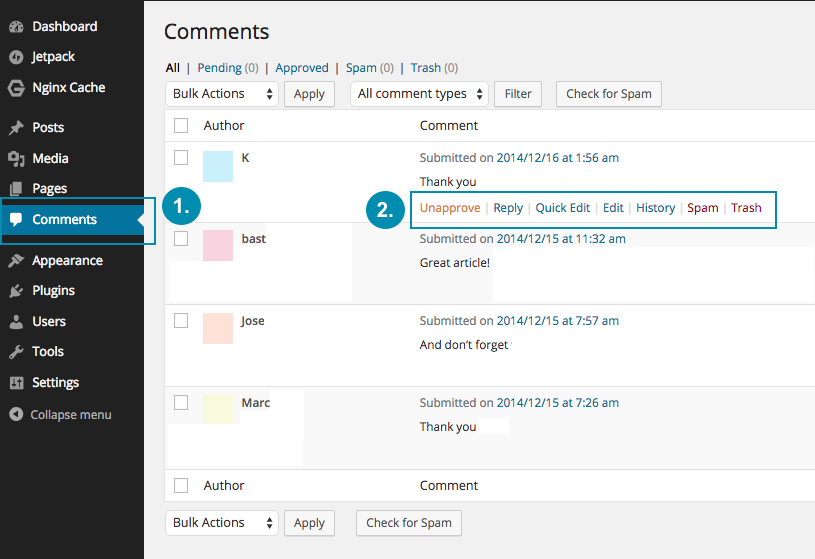 Dashboard
Jetpack
Nginx Cache
Posts
Media
Pages
Comments
Appearance
Plugins
Users
Tools
Settings
Collapse menu
1.
Comments
All | Pending (0) | Approved | Spam (0) | Trash (0)
Bulk Actions Apply All comment types Filter Check for Spam
Author Comment
K Submitted on 2014/12/16 at 1:56 am
Thank you
2. Unapprove | Reply | Quick Edit | Edit | History | Spam | Trash
bast Submitted on 2014/12/15 at 11:32 am
Great article!
Jose Submitted on 2014/12/15 at 7:57 am
And don't forget
Marc Submitted on 2014/12/15 at 7:26 am
Thank you
Author Comment
Bulk Actions Apply Check for Spam